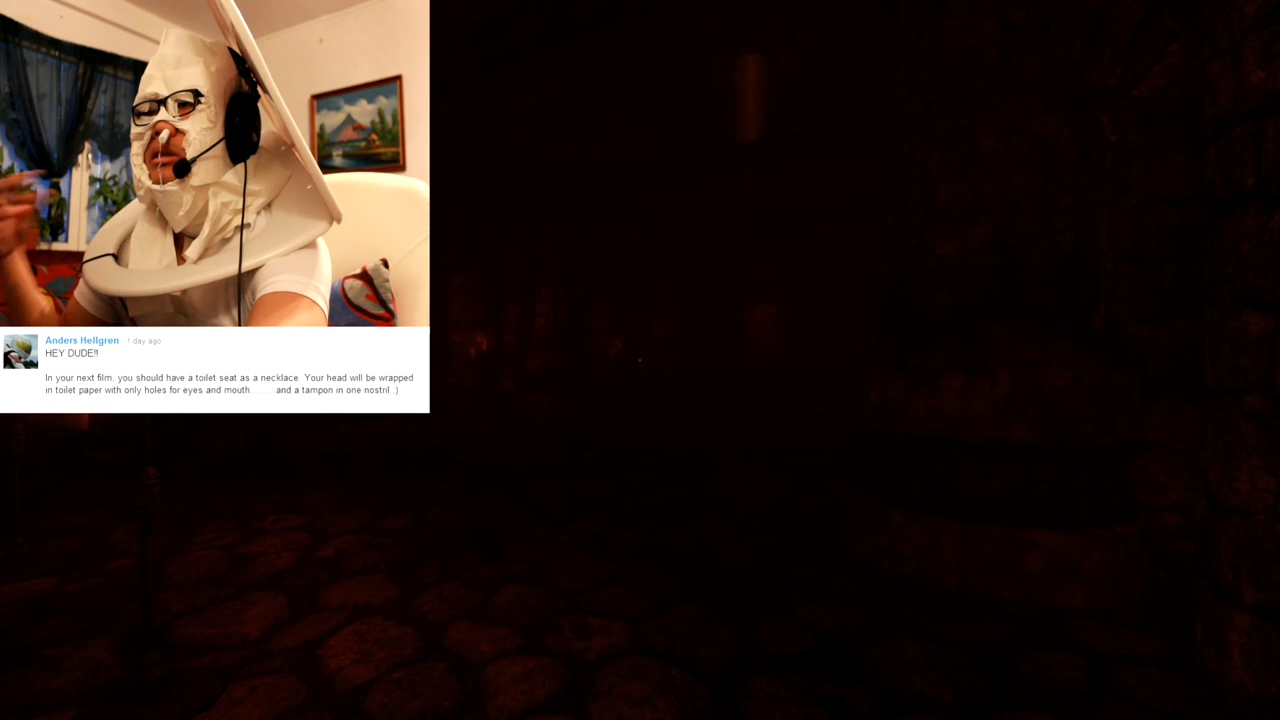 Anders Hellgren 1 day ago
HEY DUDE!!
In your next film, you should have a toilet seat as a necklace. Your head will be wrapped
in toilet paper with only holes for eyes and mouth.........and a tampon in one nostril :)